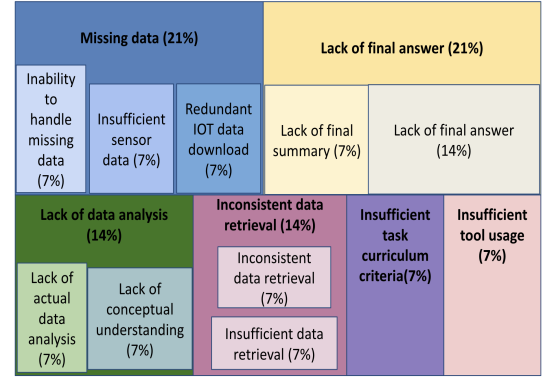 Missing data (21%)
Inability
to
handle
missing
data
(7%)
Insufficient
sensor
data (7%)
Redundant
IOT data
download
(7%)
Lack of final answer (21%)
Lack of final
summary (7%)
Lack of final answer
(14%)
Lack of data analysis
(14%)
Lack of
actual
data
analysis
(7%)
Lack of
conceptual
understanding
(7%)
Inconsistent data
retrieval (14%)
Inconsistent
data retrieval
(7%)
Insufficient data
retrieval (7%)
Insufficient
task
curriculum
criteria(7%)
Insufficient
tool usage
(7%)